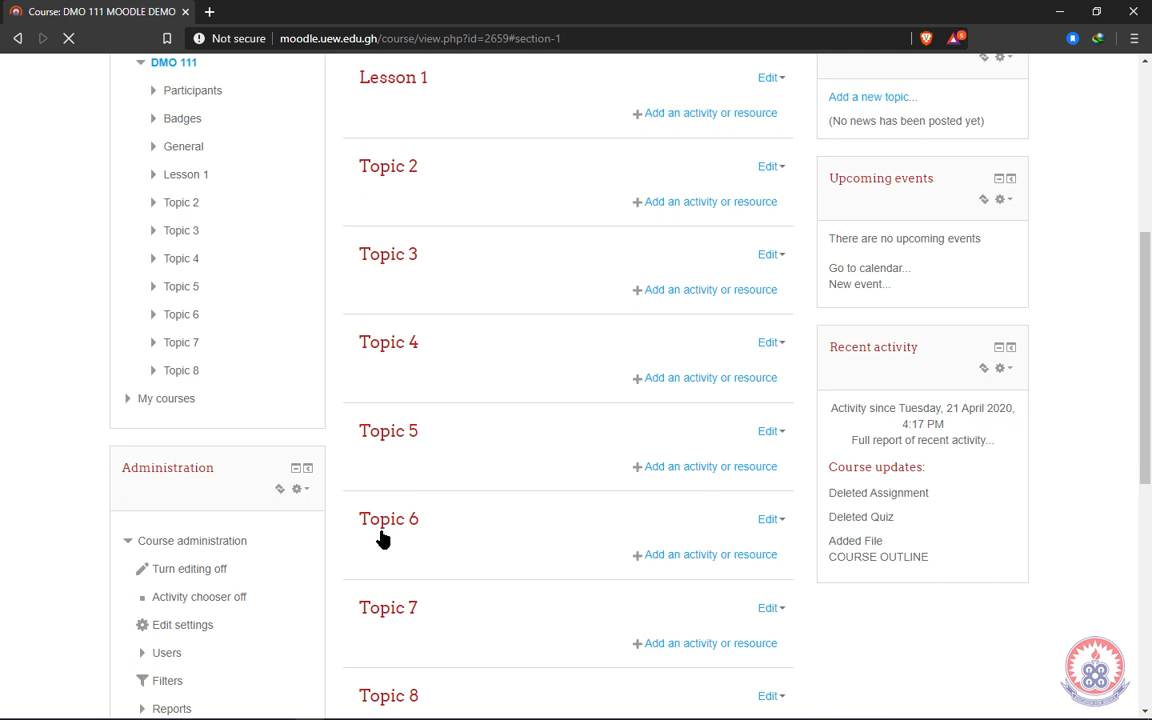 Course: DMO 111 MOODLE DEMO
Not secure
moodle.uew.edu.gh/course/view.php?id=2659#section-1
5
DMO 111
Participants
Badges
General
Lesson 1
Topic 2
Topic 3
Topic 4
Topic 5
Topic 6
Topic 7
Topic 8
My courses
Administration
Course administration
Turn editing off
Activity chooser off
Edit settings
Users
Filters
Reports
Lesson 1
Edit
Add an activity or resource
Topic 2
Edit
Add an activity or resource
Topic 3
Edit
Add an activity or resource
Topic 4
Edit
Add an activity or resource
Topic 5
Edit
Add an activity or resource
Topic 6
Edit
Add an activity or resource
Topic 7
Edit
Add an activity or resource
Topic 8
Edit
Add a new topic...
(No news has been posted yet)
Upcoming events
There are no upcoming events
Go to calendar...
New event...
Recent activity
Activity since Tuesday, 21 April 2020,
4:17 PM
Full report of recent activity...
Course updates:
Deleted Assignment
Deleted Quiz
Added File
COURSE OUTLINE